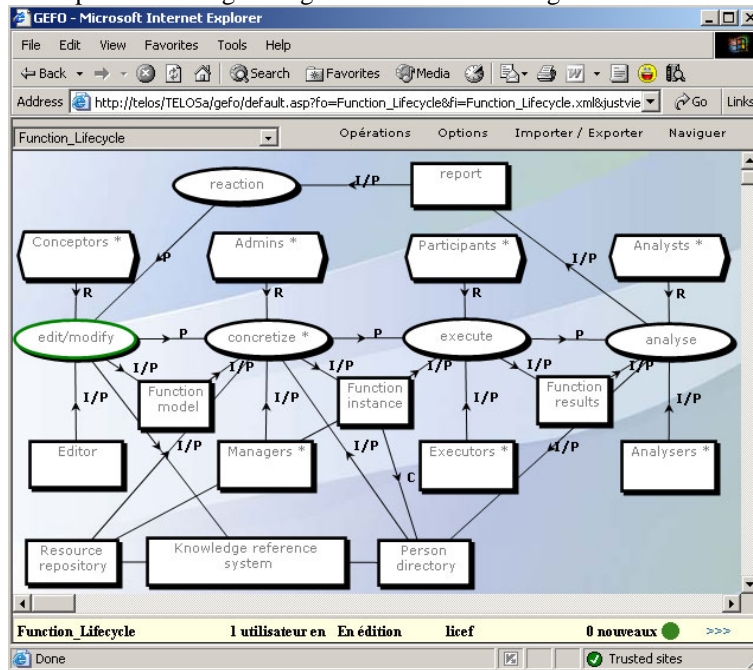 GEFO - Microsoft Internet Explorer
File Edit View Favorites Tools Help
Back Search Favorites Media
Address http://telos/TELOSa/gefo/default.asp?fo=Function_Lifecycle&fi=Function_Lifecycle.xml&justvie Go Links
Function_Lifecycle Opérations Options Importer / Exporter Naviguer
reaction I/P report
P I/P
Conceptors * Admins * Participants * Analysts *
R R R R
edit/modify P concretize * P execute P analyse
I/P I/P I/P I/P I/P I/P
Function
model
Function
instance
Function
results
I/P I/P I/P I/P
I/P I/P I/P
Editor Managers * Executors * Analysers *
C
Resource
repository
Knowledge reference
system
Person
directory
Function_Lifecycle 1 utilisateur en En édition licef 0 nouveaux >>>
Done Trusted sites